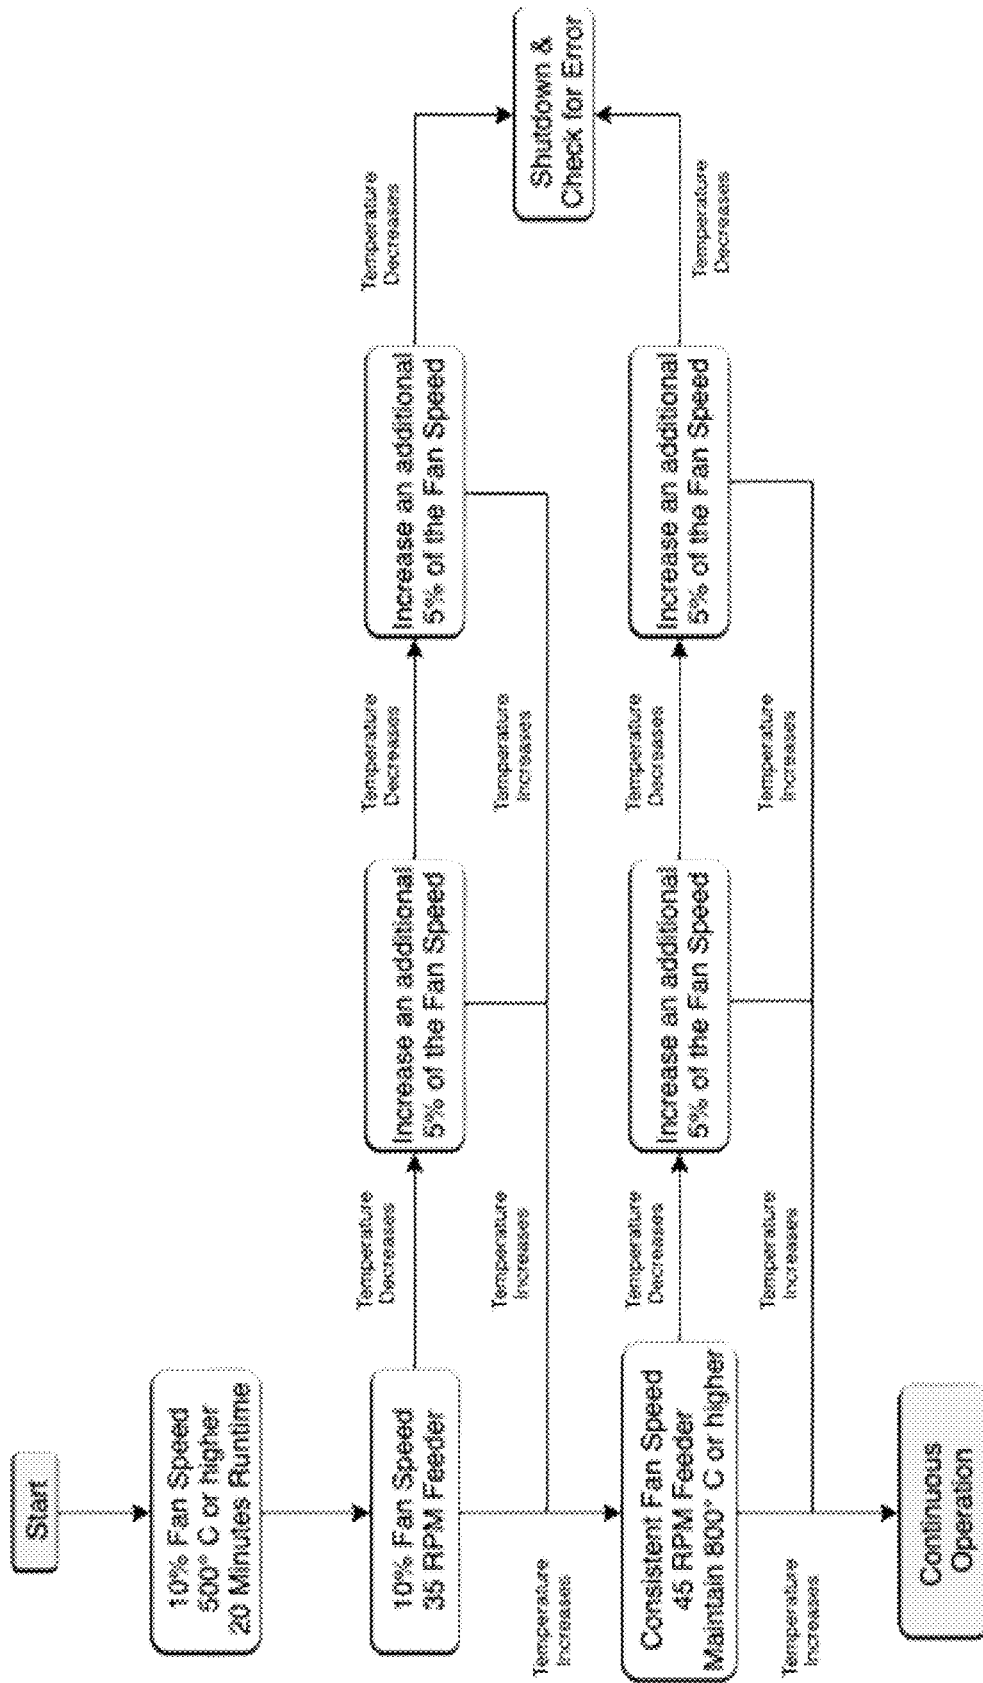 Start
10% Fan Speed
500° C or higher
20 Minutes Runtime
10% Fan Speed
35 RPM Feeder
Temperature
Decreases
Increase an additional
5% of the Fan Speed
Temperature
Decreases
Increase an additional
5% of the Fan Speed
Temperature
Decreases
Temperature
Increases
Temperature
Increases
Temperature
Increases
Shutdown &
Check for Error
Consistent Fan Speed
45 RPM Feeder
Maintain 800° C or higher
Temperature
Decreases
Increase an additional
5% of the Fan Speed
Temperature
Decreases
Increase an additional
5% of the Fan Speed
Temperature
Decreases
Temperature
Increases
Temperature
Increases
Temperature
Increases
Continuous
Operation